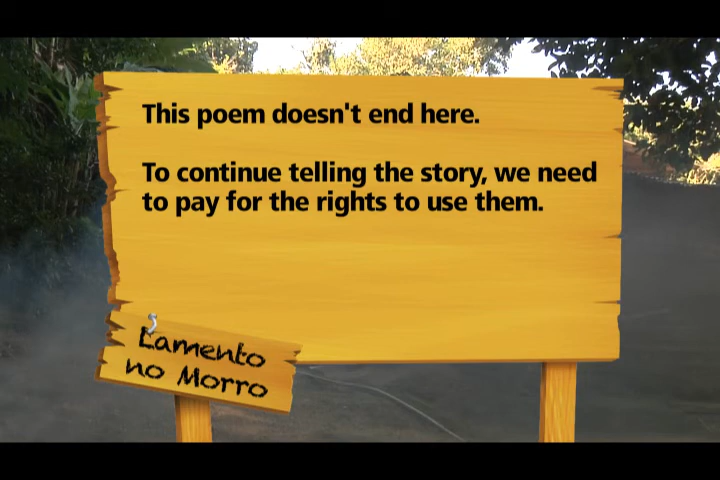 This poem doesn't end here.
To continue telling the story, we need
to pay for the rights to use them.
Lamento
no Morro